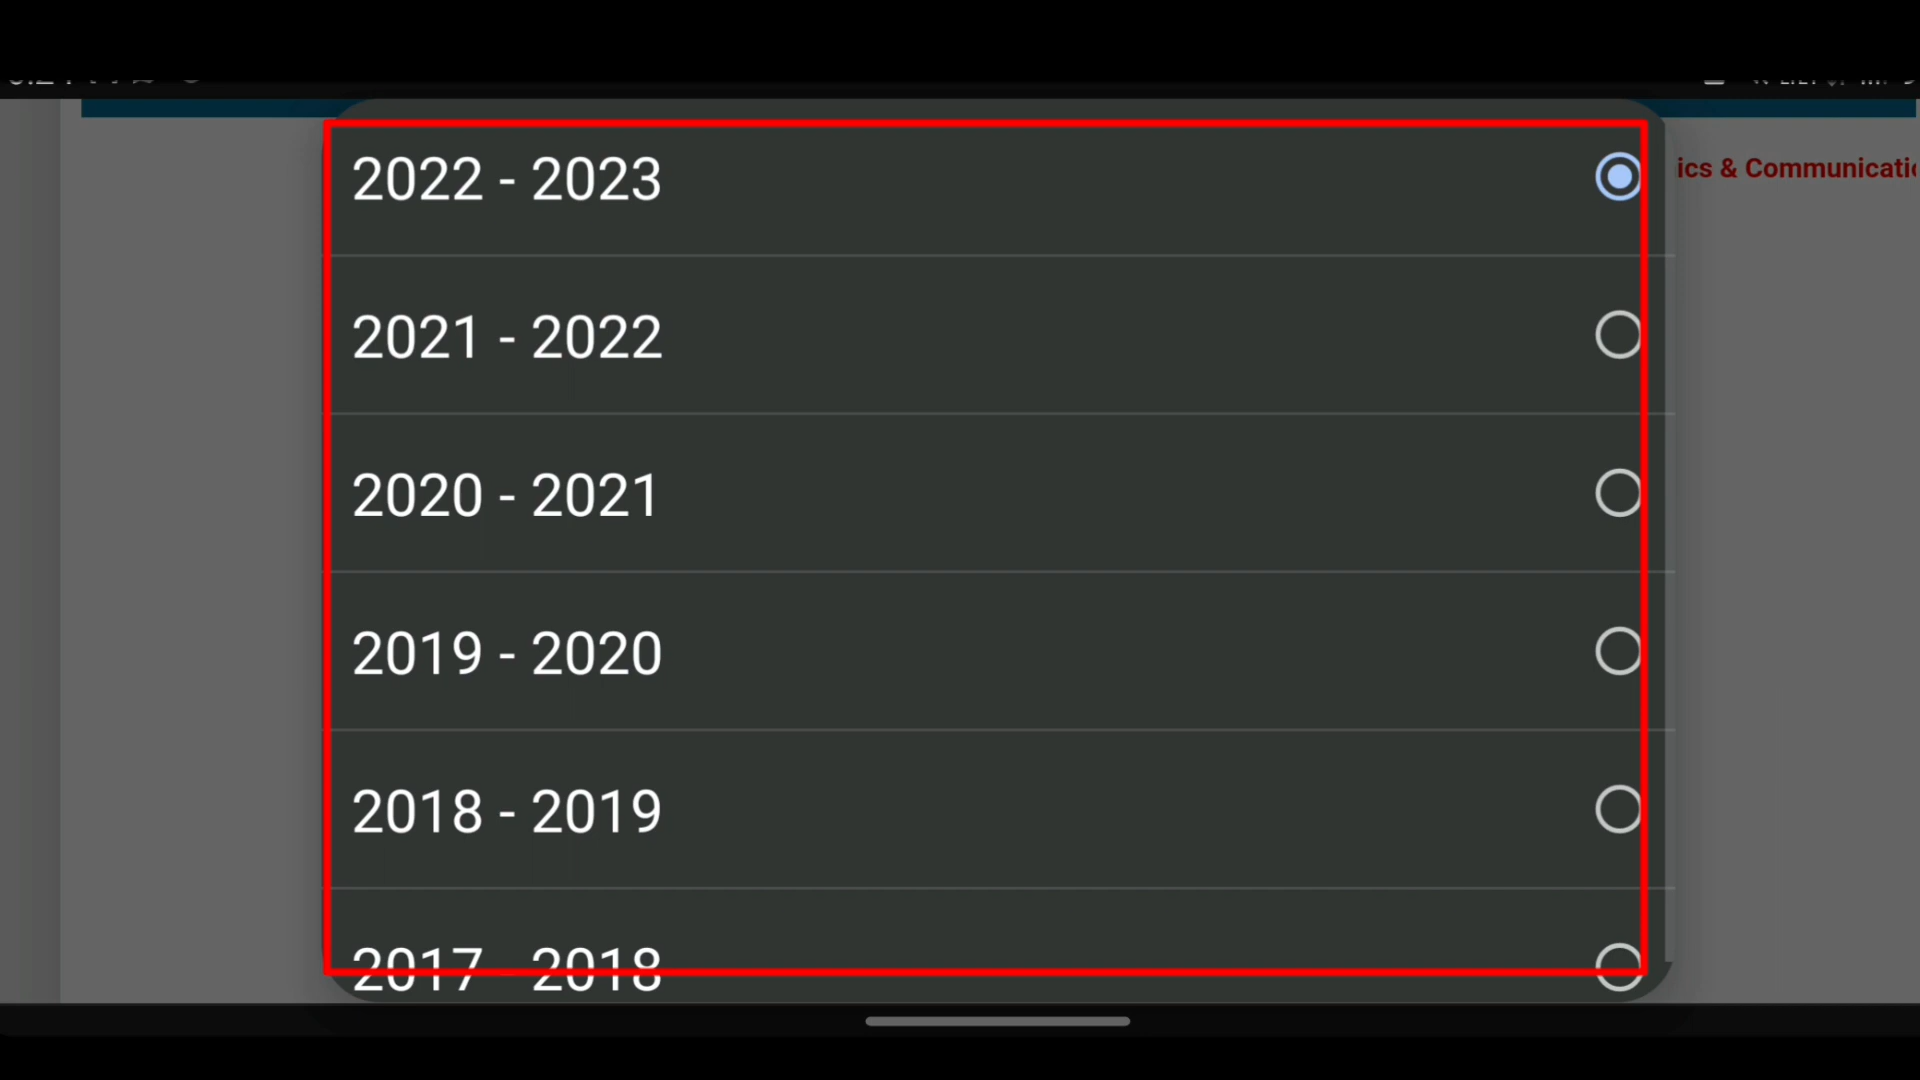 ics & Communicati
2022 - 2023
2021 - 2022
2020 - 2021
2019 - 2020
2018 - 2019
2017 - 2018